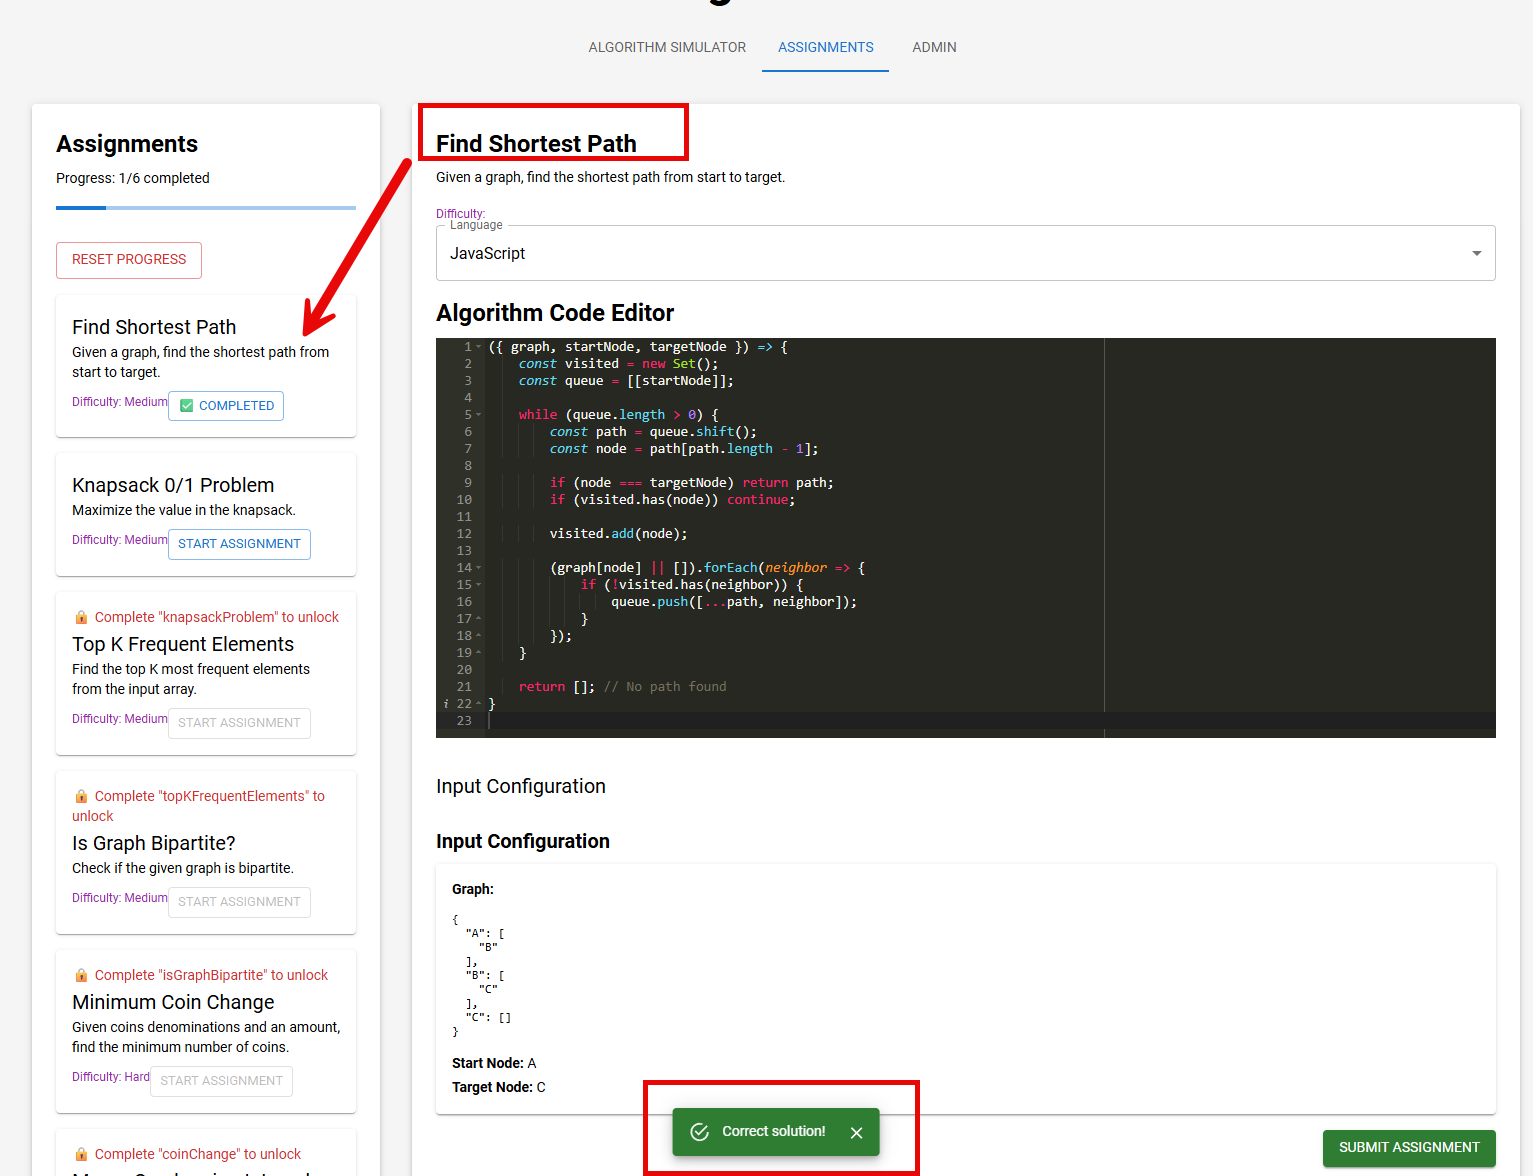 ALGORITHM SIMULATOR
ASSIGNMENTS
ADMIN
Assignments
Progress: 1/6 completed
RESET PROGRESS
Find Shortest Path
Given a graph, find the shortest path from
start to target.
Difficulty: Medium
✅ COMPLETED
Knapsack 0/1 Problem
Maximize the value in the knapsack.
Difficulty: Medium
START ASSIGNMENT
🔒 Complete "knapsackProblem" to unlock
Top K Frequent Elements
Find the top K most frequent elements
from the input array.
Difficulty: Medium
START ASSIGNMENT
🔒 Complete "topKFrequentElements" to
unlock
Is Graph Bipartite?
Check if the given graph is bipartite.
Difficulty: Medium
START ASSIGNMENT
🔒 Complete "isGraphBipartite" to unlock
Minimum Coin Change
Given coins denominations and an amount,
find the minimum number of coins.
Difficulty: Hard
START ASSIGNMENT
🔒 Complete "coinChange" to unlock
Find Shortest Path
Given a graph, find the shortest path from start to target.
Difficulty:
Language
JavaScript
Algorithm Code Editor
1 ({ graph, startNode, targetNode }) => {
2 const visited = new Set();
3 const queue = [[startNode]];
4
5 while (queue.length > 0) {
6 const path = queue.shift();
7 const node = path[path.length - 1];
8
9 if (node === targetNode) return path;
10 if (visited.has(node)) continue;
11
12 visited.add(node);
13
14 (graph[node] || []).forEach(neighbor => {
15 if (!visited.has(neighbor)) {
16 queue.push([...path, neighbor]);
17 }
18 });
19 }
20
21 return []; // No path found
i 22 }
23
Input Configuration
Input Configuration
Graph:
{
"A": [
"B"
],
"B": [
"C"
],
"C": []
}
Start Node: A
Target Node: C
Correct solution!
SUBMIT ASSIGNMENT